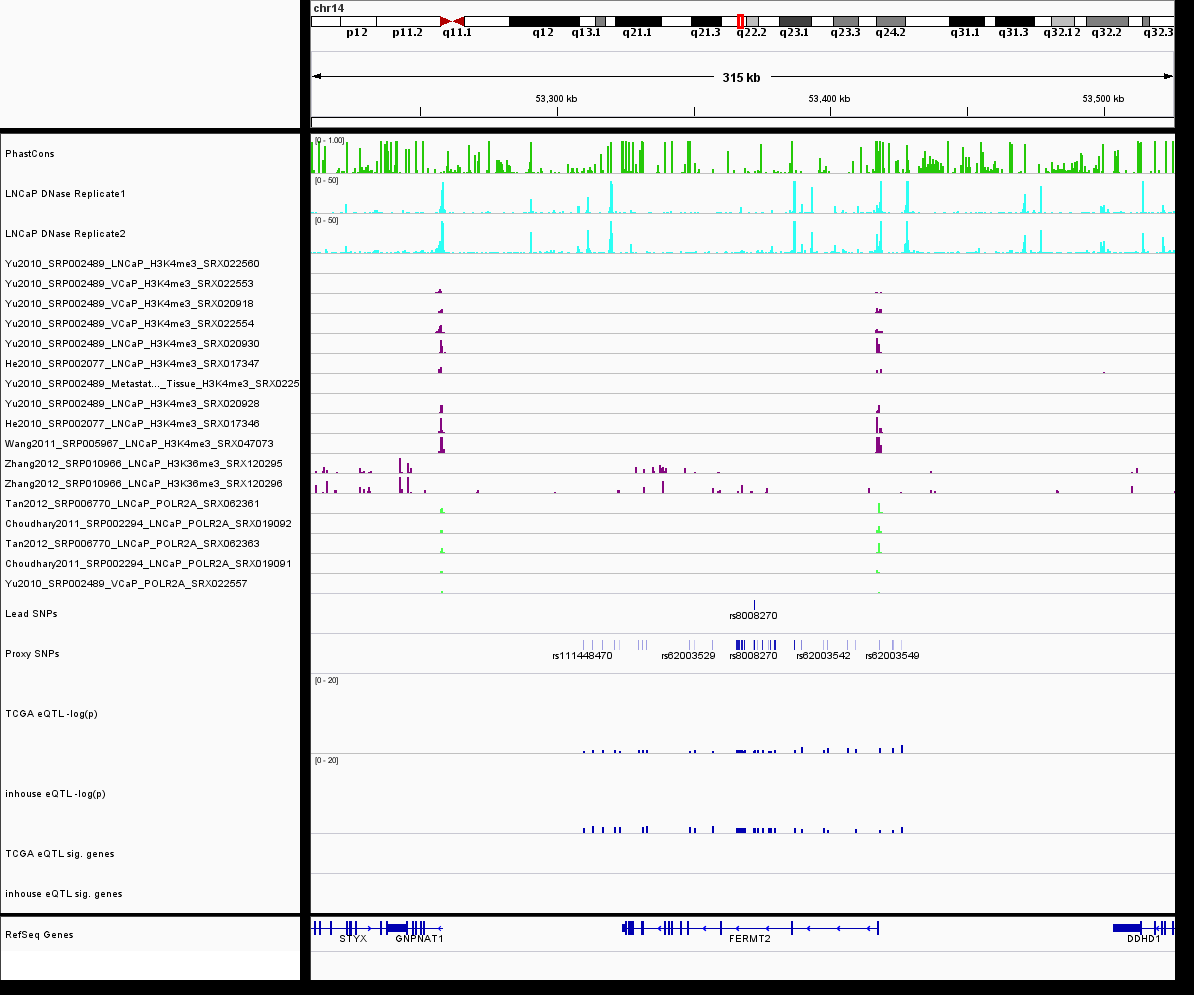 chr14
p12 p11.2 q11.1 q12 q13.1 q21.1 q21.3 q22.2 q23.1 q23.3 q24.2 q31.1 q31.3 q32.12 q32.2 q32.3
315 kb
53,300 kb 53,400 kb 53,500 kb
[0 - 1.00]
PhastCons
[0 - 50]
LNCaP DNase Replicate1
[0 - 50]
LNCaP DNase Replicate2
Yu2010_SRP002489_LNCaP_H3K4me3_SRX022560
Yu2010_SRP002489_VCaP_H3K4me3_SRX022553
Yu2010_SRP002489_VCaP_H3K4me3_SRX020918
Yu2010_SRP002489_VCaP_H3K4me3_SRX022554
Yu2010_SRP002489_LNCaP_H3K4me3_SRX020930
He2010_SRP002077_LNCaP_H3K4me3_SRX017347
Yu2010_SRP002489_Metastat..._Tissue_H3K4me3_SRX0225
Yu2010_SRP002489_LNCaP_H3K4me3_SRX020928
He2010_SRP002077_LNCaP_H3K4me3_SRX017346
Wang2011_SRP005967_LNCaP_H3K4me3_SRX047073
Zhang2012_SRP010966_LNCaP_H3K36me3_SRX120295
Zhang2012_SRP010966_LNCaP_H3K36me3_SRX120296
Tan2012_SRP006770_LNCaP_POLR2A_SRX062361
Choudhary2011_SRP002294_LNCaP_POLR2A_SRX019092
Tan2012_SRP006770_LNCaP_POLR2A_SRX062363
Choudhary2011_SRP002294_LNCaP_POLR2A_SRX019091
Yu2010_SRP002489_VCaP_POLR2A_SRX022557
Lead SNPs rs8008270
Proxy SNPs rs111448470 rs62003529 rs8008270 rs62003542 rs62003549
[0 - 20]
TCGA eQTL -log(p)
[0 - 20]
inhouse eQTL -log(p)
TCGA eQTL sig. genes
inhouse eQTL sig. genes
RefSeq Genes STYX GNPNAT1 FERMT2 DDHD1